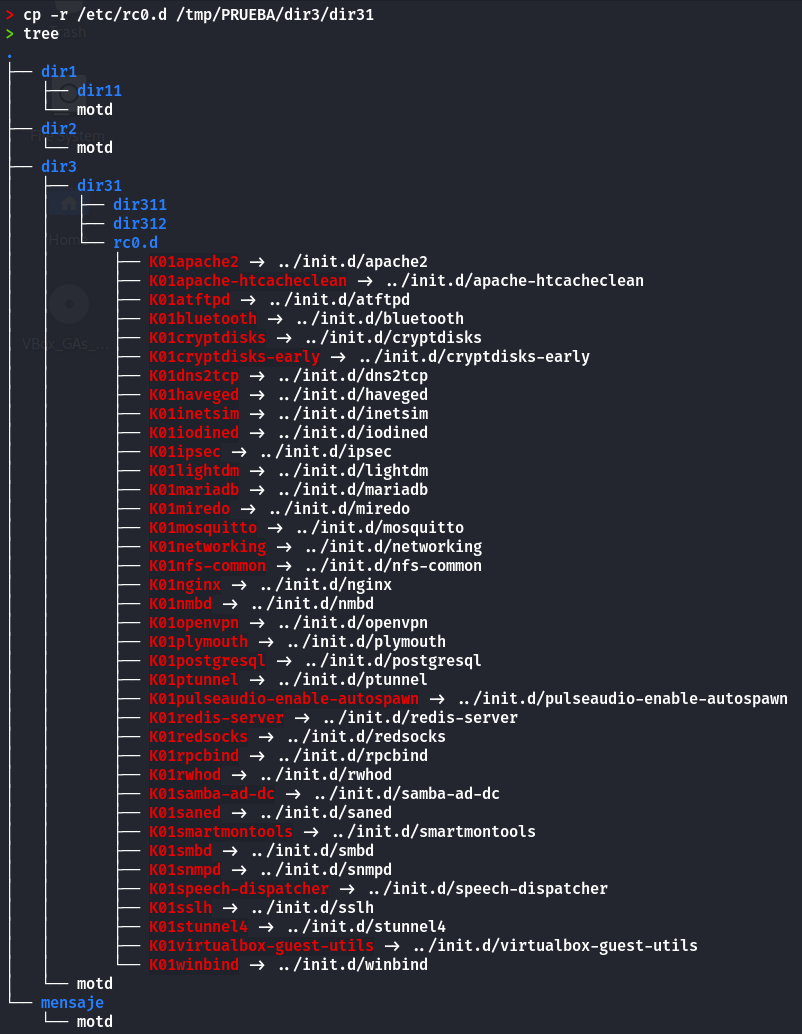 > cp -r /etc/rc0.d /tmp/PRUEBA/dir3/dir31
> tree
.
├── dir1
│   ├── dir11
│   └── motd
├── dir2
│   └── motd
├── dir3
│   ├── dir31
│   │   ├── dir311
│   │   ├── dir312
│   │   └── rc0.d
│   │       ├── K01apache2 -> ../init.d/apache2
│   │       ├── K01apache-htcacheclean -> ../init.d/apache-htcacheclean
│   │       ├── K01atftpd -> ../init.d/atftpd
│   │       ├── K01bluetooth -> ../init.d/bluetooth
│   │       ├── K01cryptdisks -> ../init.d/cryptdisks
│   │       ├── K01cryptdisks-early -> ../init.d/cryptdisks-early
│   │       ├── K01dns2tcp -> ../init.d/dns2tcp
│   │       ├── K01haveged -> ../init.d/haveged
│   │       ├── K01inetsim -> ../init.d/inetsim
│   │       ├── K01iodined -> ../init.d/iodined
│   │       ├── K01ipsec -> ../init.d/ipsec
│   │       ├── K01lightdm -> ../init.d/lightdm
│   │       ├── K01mariadb -> ../init.d/mariadb
│   │       ├── K01miredo -> ../init.d/miredo
│   │       ├── K01mosquitto -> ../init.d/mosquitto
│   │       ├── K01networking -> ../init.d/networking
│   │       ├── K01nfs-common -> ../init.d/nfs-common
│   │       ├── K01nginx -> ../init.d/nginx
│   │       ├── K01nmbd -> ../init.d/nmbd
│   │       ├── K01openvpn -> ../init.d/openvpn
│   │       ├── K01plymouth -> ../init.d/plymouth
│   │       ├── K01postgresql -> ../init.d/postgresql
│   │       ├── K01ptunnel -> ../init.d/ptunnel
│   │       ├── K01pulseaudio-enable-autospawn -> ../init.d/pulseaudio-enable-autospawn
│   │       ├── K01redis-server -> ../init.d/redis-server
│   │       ├── K01redsocks -> ../init.d/redsocks
│   │       ├── K01rpcbind -> ../init.d/rpcbind
│   │       ├── K01rwhod -> ../init.d/rwhod
│   │       ├── K01samba-ad-dc -> ../init.d/samba-ad-dc
│   │       ├── K01saned -> ../init.d/saned
│   │       ├── K01smartmontools -> ../init.d/smartmontools
│   │       ├── K01smbd -> ../init.d/smbd
│   │       ├── K01snmpd -> ../init.d/snmpd
│   │       ├── K01speech-dispatcher -> ../init.d/speech-dispatcher
│   │       ├── K01sslh -> ../init.d/sslh
│   │       ├── K01stunnel4 -> ../init.d/stunnel4
│   │       ├── K01virtualbox-guest-utils -> ../init.d/virtualbox-guest-utils
│   │       └── K01winbind -> ../init.d/winbind
│   └── motd
└── mensaje
    └── motd
Home
VBox_GAs_...